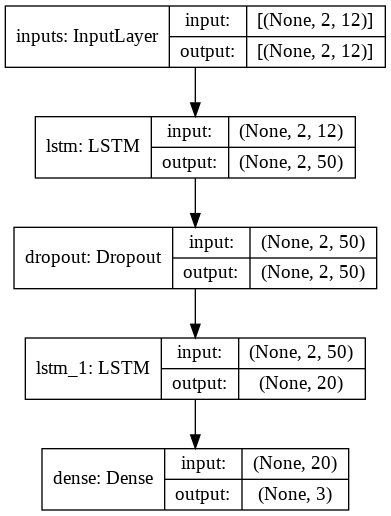 inputs: InputLayer
input: [(None, 2, 12)]
output: [(None, 2, 12)]
lstm: LSTM
input: (None, 2, 12)
output: (None, 2, 50)
dropout: Dropout
input: (None, 2, 50)
output: (None, 2, 50)
lstm_1: LSTM
input: (None, 2, 50)
output: (None, 20)
dense: Dense
input: (None, 20)
output: (None, 3)